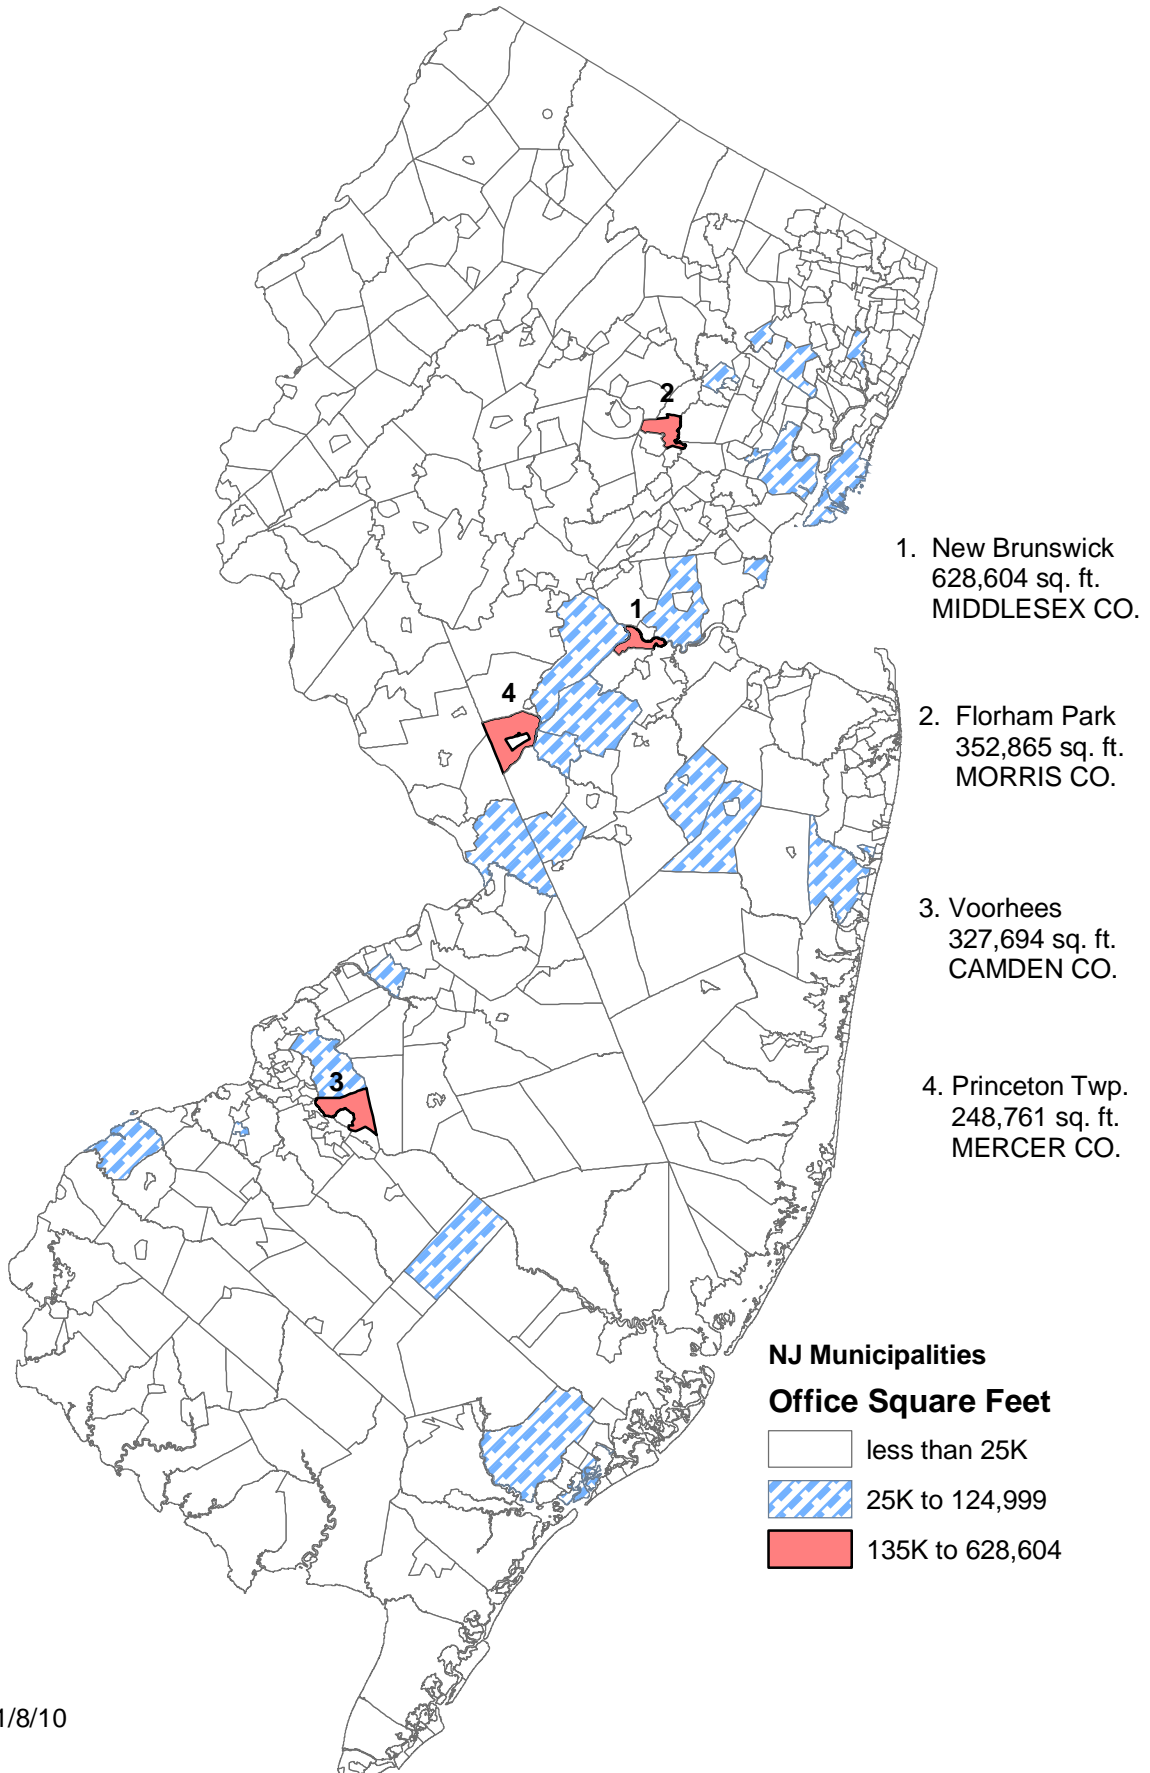 2
1. New Brunswick
628,604 sq. ft.
MIDDLESEX CO.
1
4
2. Florham Park
352,865 sq. ft.
MORRIS CO.
3. Voorhees
327,694 sq. ft.
CAMDEN CO.
3
4. Princeton Twp.
248,761 sq. ft.
MERCER CO.
NJ Municipalities
Office Square Feet
less than 25K
25K to 124,999
135K to 628,604
1/8/10